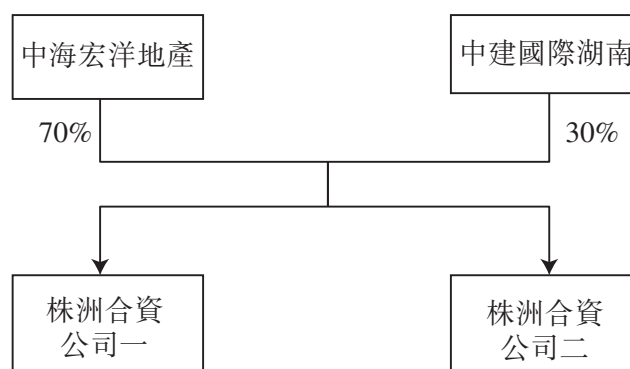 中海宏洋地產
中建國際湖南
70%
30%
株洲合資
公司一
株洲合資
公司二